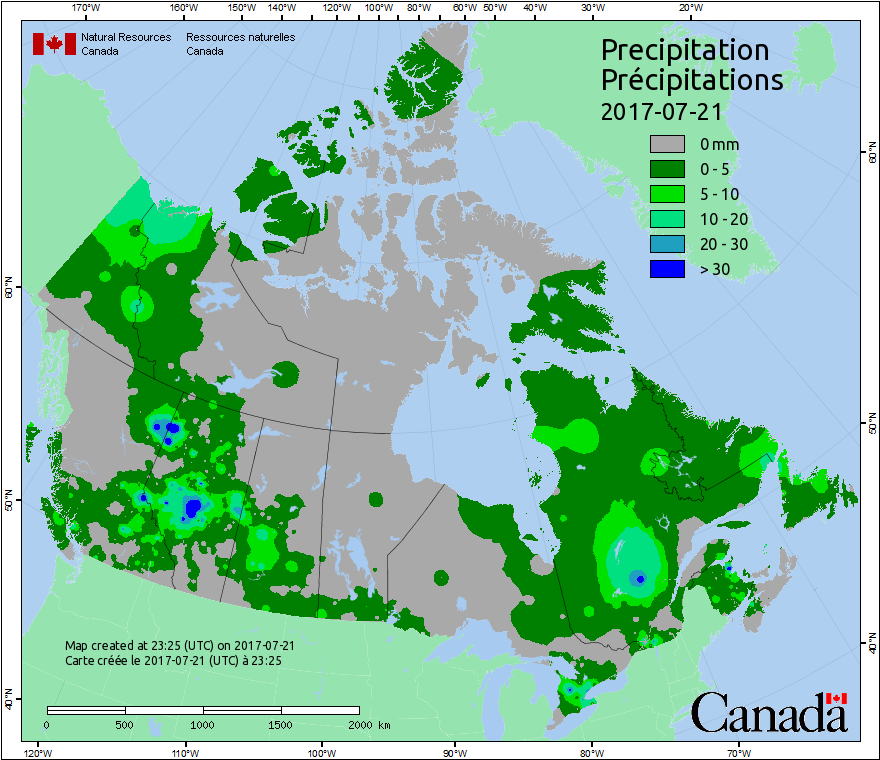 170°W 160°W 150°W 140°W 130°W 120°W 110°W 100°W 90°W 80°W 60°W 50°W 40°W 30°W 20°W
Natural Resources Ressources naturelles
Canada Canada
Precipitation
Précipitations
2017-07-21
0 mm
0 - 5
5 - 10
10 - 20
20 - 30
> 30
60°N
60°N
50°N
50°N
40°N
40°N
Map created at 23:25 (UTC) on 2017-07-21
Carte créée le 2017-07-21 (UTC) à 23:25
0 500 1000 1500 2000 km
Canada
120°W 110°W 100°W 90°W 80°W 70°W